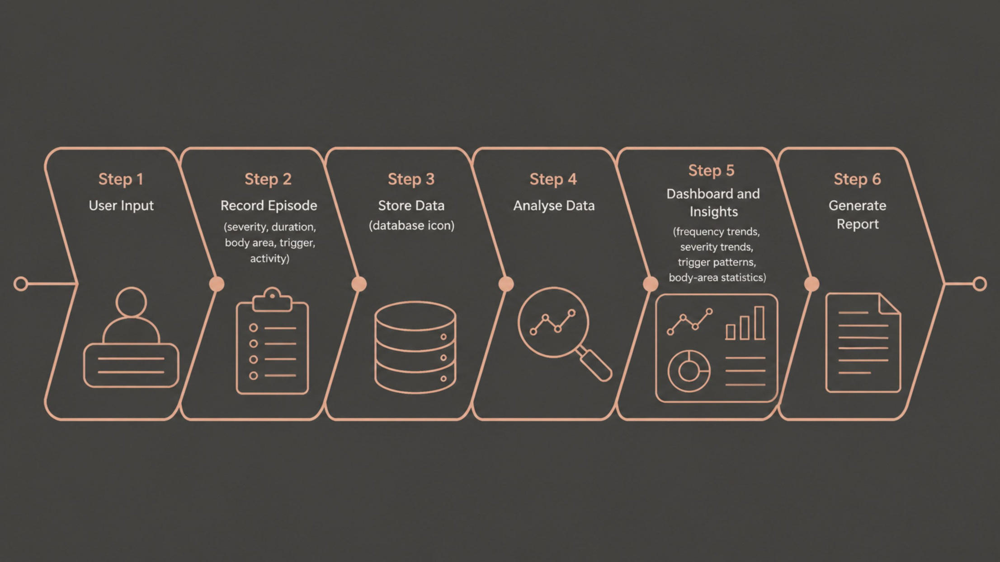 Step 1
User Input
Step 2
Record Episode
(severity, duration,
body area, trigger,
activity)
Step 3
Store Data
(database icon)
Step 4
Analyse Data
Step 5
Dashboard and
Insights
(frequency trends,
severity trends,
trigger patterns,
body-area statistics)
Step 6
Generate
Report